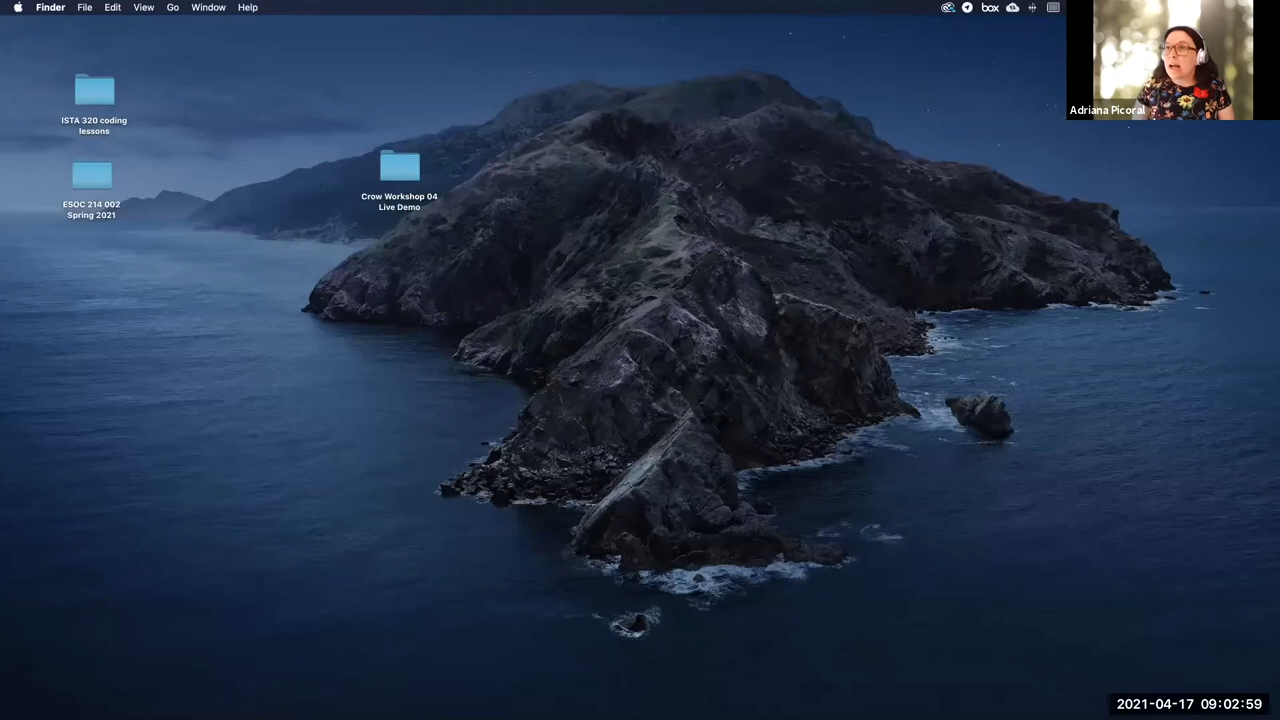 Finder File Edit View Go Window Help
box
Adriana Picoral
ISTA 320 coding
lessons
Crow Workshop 04
Live Demo
ESOC 214 002
Spring 2021
2021-04-17 09:02:59